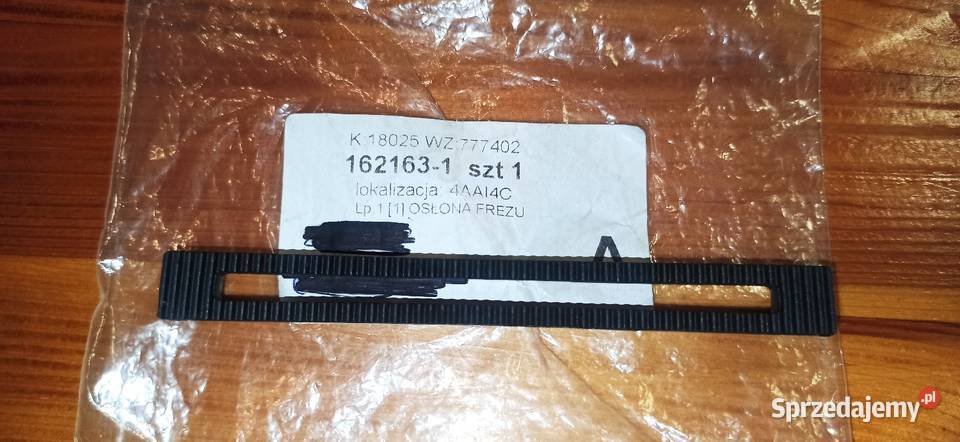 K 18025 WZ 777402
162163-1 szt 1
lokalizacja: 4AAI4C
Lp 1 [1] OSŁONA FREZU
A
Sprzedajemy.pl